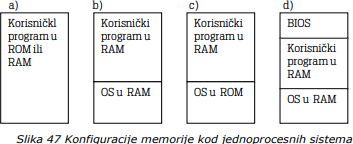 a)
Korisnički
program u
ROM ili
RAM
b)
Korisnički
program u
RAM
OS u RAM
c)
Korisnički
program u
RAM
OS u ROM
d)
BIOS
Korisnički
program u
RAM
OS u RAM
Slika 47 Konfiguracije memorije kod jednoprocesnih sistema